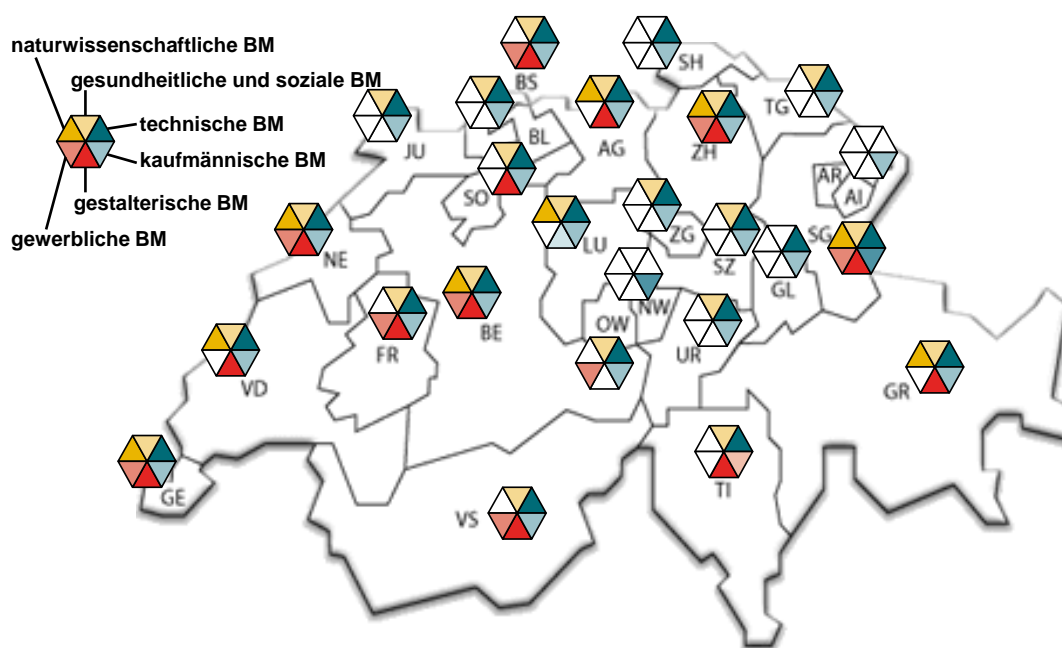 naturwissenschaftliche BM
gesundheitliche und soziale BM
technische BM
kaufmännische BM
gestalterische BM
gewerbliche BM
BS
SH
TG
JU
BL
AG
ZH
AR
AI
SO
NE
LU
ZG
SZ
SG
GL
NW
OW
BE
FR
UR
VD
GR
GE
VS
TI